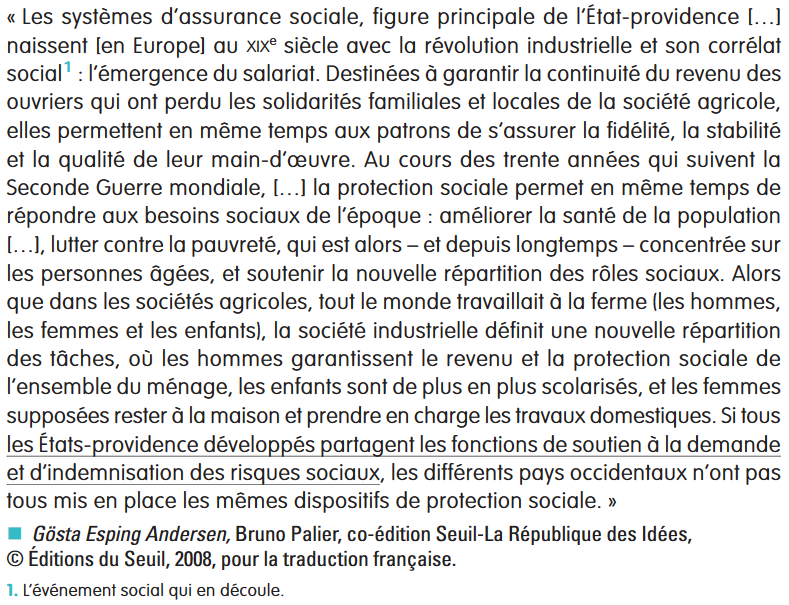 « Les systèmes d’assurance sociale, figure principale de l’État-providence […]
naissent [en Europe] au XIXe siècle avec la révolution industrielle et son corrélat
social1 : l’émergence du salariat. Destinées à garantir la continuité du revenu des
ouvriers qui ont perdu les solidarités familiales et locales de la société agricole,
elles permettent en même temps aux patrons de s’assurer la fidélité, la stabilité
et la qualité de leur main-d’œuvre. Au cours des trente années qui suivent la
Seconde Guerre mondiale, […] la protection sociale permet en même temps de
répondre aux besoins sociaux de l’époque : améliorer la santé de la population
[…], lutter contre la pauvreté, qui est alors – et depuis longtemps – concentrée sur
les personnes âgées, et soutenir la nouvelle répartition des rôles sociaux. Alors
que dans les sociétés agricoles, tout le monde travaillait à la ferme (les hommes,
les femmes et les enfants), la société industrielle définit une nouvelle répartition
des tâches, où les hommes garantissent le revenu et la protection sociale de
l’ensemble du ménage, les enfants sont de plus en plus scolarisés, et les femmes
supposées rester à la maison et prendre en charge les travaux domestiques. Si tous
les États-providence développés partagent les fonctions de soutien à la demande
et d’indemnisation des risques sociaux, les différents pays occidentaux n’ont pas
tous mis en place les mêmes dispositifs de protection sociale. »
■ Gösta Esping Andersen, Bruno Palier, co-édition Seuil-La République des Idées,
© Éditions du Seuil, 2008, pour la traduction française.
1. L’événement social qui en découle.